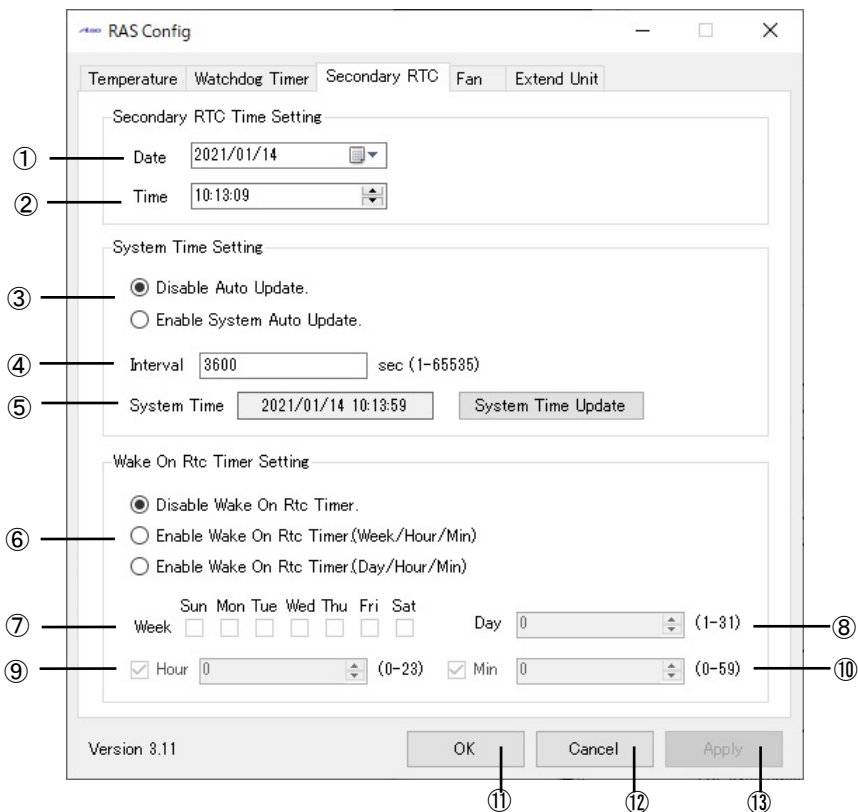 RAS Config
Temperature Watchdog Timer Secondary RTC Fan Extend Unit
Secondary RTC Time Setting
① Date 2021/01/14
② Time 10:13:09
System Time Setting
③ Disable Auto Update.
Enable System Auto Update.
④ Interval 3600 sec (1-65535)
⑤ System Time 2021/01/14 10:13:59 System Time Update
Wake On Rtc Timer Setting
Disable Wake On Rtc Timer.
⑥ Enable Wake On Rtc Timer.(Week/Hour/Min)
Enable Wake On Rtc Timer.(Day/Hour/Min)
Sun Mon Tue Wed Thu Fri Sat
⑦ Week Day 0 (1-31) ⑧
⑨ Hour 0 (0-23) Min 0 (0-59) ⑩
Version 3.11 OK Cancel Apply
⑪ ⑫ ⑬